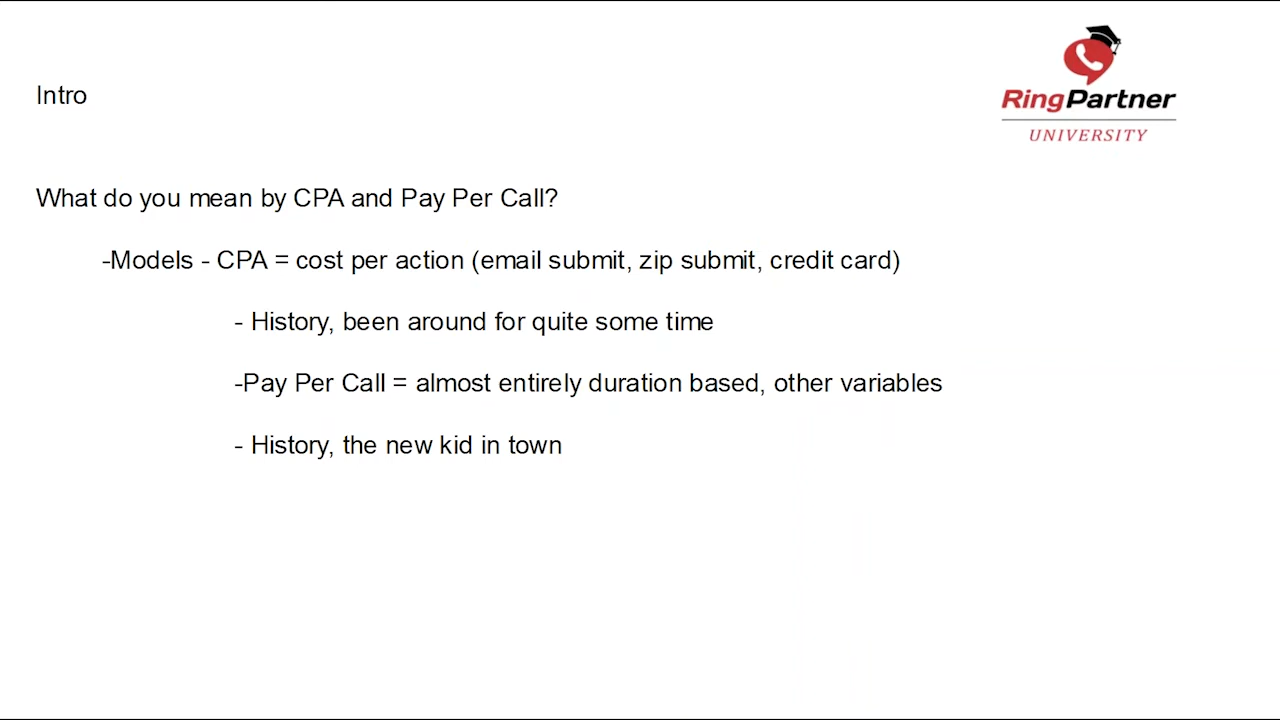 RingPartner
UNIVERSITY
Intro
What do you mean by CPA and Pay Per Call?
-Models - CPA = cost per action (email submit, zip submit, credit card)
- History, been around for quite some time
-Pay Per Call = almost entirely duration based, other variables
- History, the new kid in town